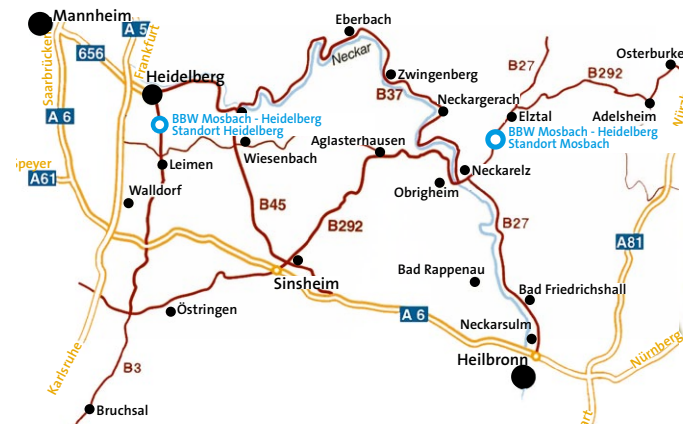 Mannheim
A 5
Eberbach
Frankfurt
656
Saarbrücken
Neckar
B27
Osterburke
Heidelberg
Zwingenberg
B292
B37
Neckargerach
A 6
Elztal
Adelsheim
BBW Mosbach - Heidelberg
Standort Heidelberg
BBW Mosbach - Heidelberg
Standort Mosbach
Aglasterhausen
Wiesenbach
Speyer
Leimen
Neckarelz
A61
Walldorf
Obrigheim
B45
B292
B27
A81
Bad Rappenau
Sinsheim
Bad Friedrichshall
Östringen
A 6
Neckarsulm
Karlsruhe
Heilbronn
Nürnberg
B3
Bruchsal